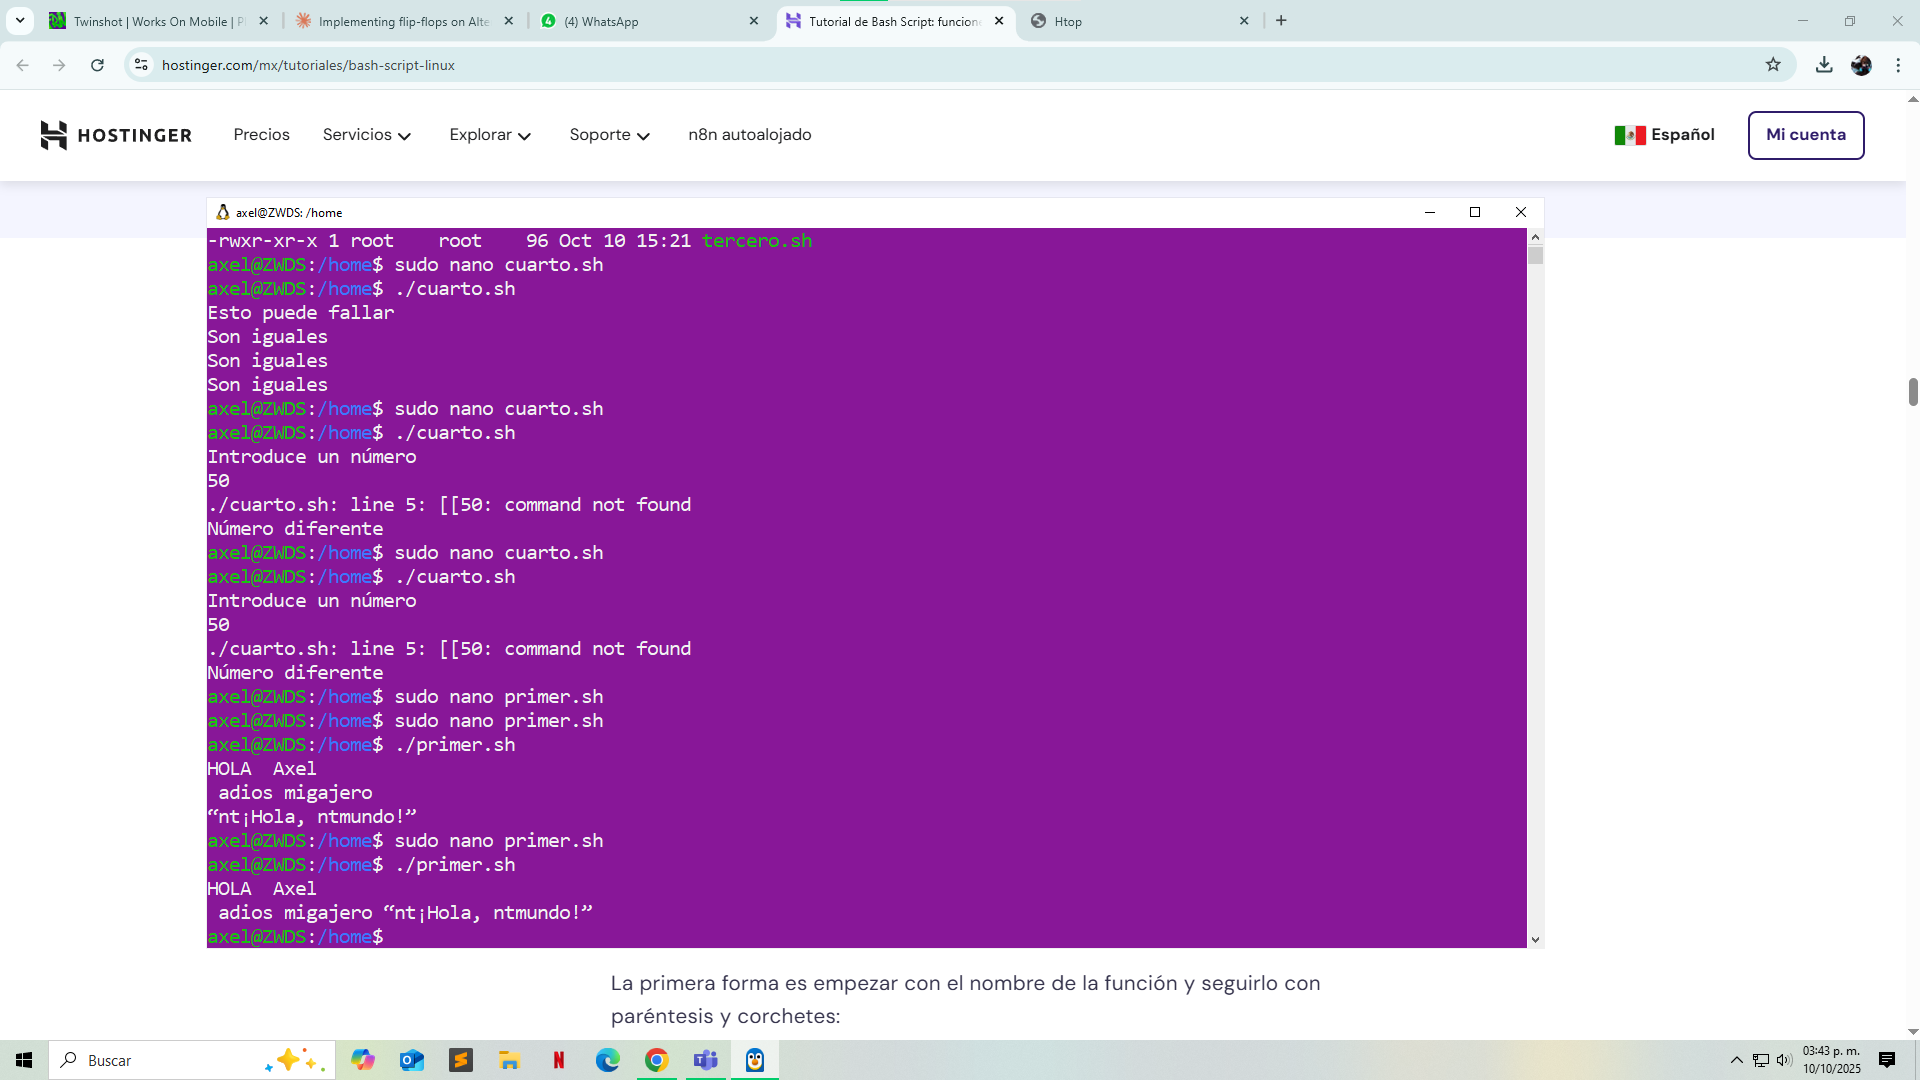 Twinshot | Works On Mobile | Pl
Implementing flip-flops on Alte
(4) WhatsApp
Tutorial de Bash Script: funcione
Htop
hostinger.com/mx/tutoriales/bash-script-linux
HOSTINGER
Precios
Servicios
Explorar
Soporte
n8n autoalojado
Español
Mi cuenta
axel@ZWDS: /home
-rwxr-xr-x 1 root    root    96 Oct 10 15:21 tercero.sh
axel@ZWDS:/home$ sudo nano cuarto.sh
axel@ZWDS:/home$ ./cuarto.sh
Esto puede fallar
Son iguales
Son iguales
Son iguales
axel@ZWDS:/home$ sudo nano cuarto.sh
axel@ZWDS:/home$ ./cuarto.sh
Introduce un número
50
./cuarto.sh: line 5: [[50: command not found
Número diferente
axel@ZWDS:/home$ sudo nano cuarto.sh
axel@ZWDS:/home$ ./cuarto.sh
Introduce un número
50
./cuarto.sh: line 5: [[50: command not found
Número diferente
axel@ZWDS:/home$ sudo nano primer.sh
axel@ZWDS:/home$ sudo nano primer.sh
axel@ZWDS:/home$ ./primer.sh
HOLA  Axel
 adios migajero
“nt¡Hola, ntmundo!”
axel@ZWDS:/home$ sudo nano primer.sh
axel@ZWDS:/home$ ./primer.sh
HOLA  Axel
 adios migajero “nt¡Hola, ntmundo!”
axel@ZWDS:/home$
La primera forma es empezar con el nombre de la función y seguirlo con
paréntesis y corchetes:
Buscar
03:43 p. m.
10/10/2025